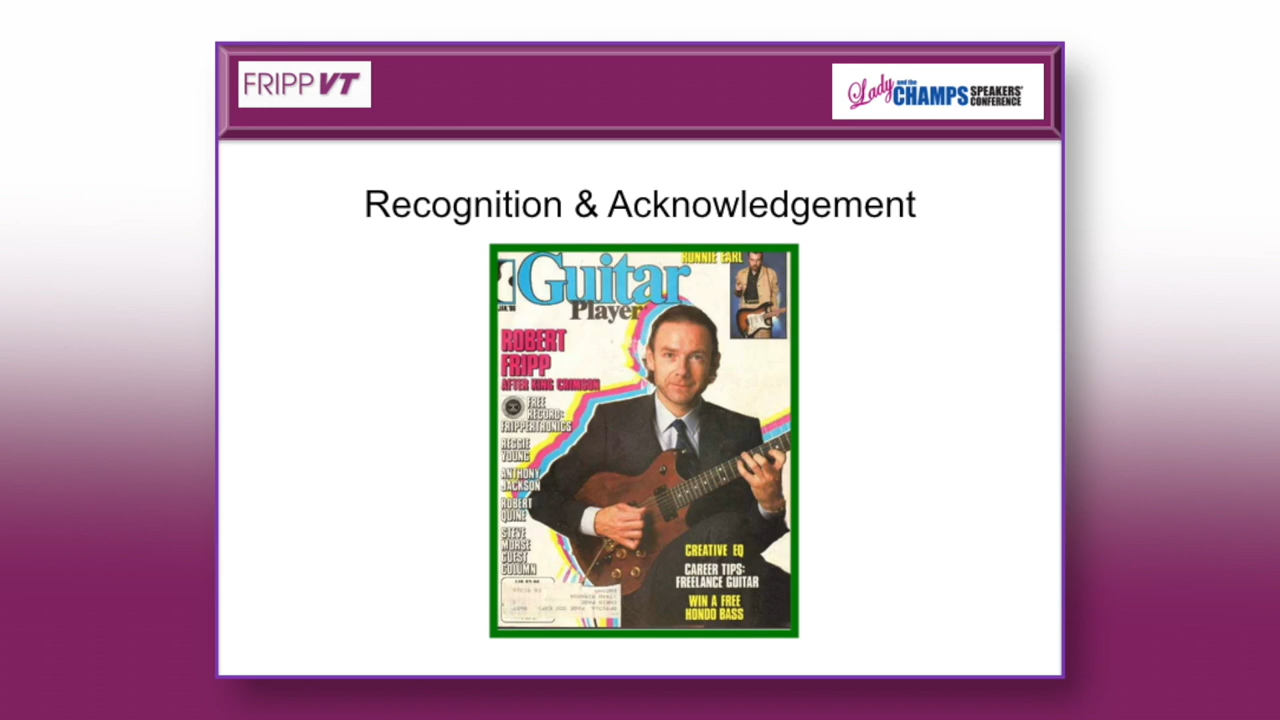 FRIPP VT
Lady and the CHAMPS SPEAKERS' CONFERENCE
Recognition & Acknowledgement
RONNIE EARL
Guitar
Player
ROBERT
FRIPP
AFTER KING CRIMSON
FREE
RECORD:
FRIPPERTRONICS
REGGIE
YOUNG
ANTHONY
JACKSON
ROBERT
QUINE
STEVE
MORSE
GUEST
COLUMN
CREATIVE EQ
CAREER TIPS:
FREELANCE GUITAR
WIN A FREE
HONDO BASS